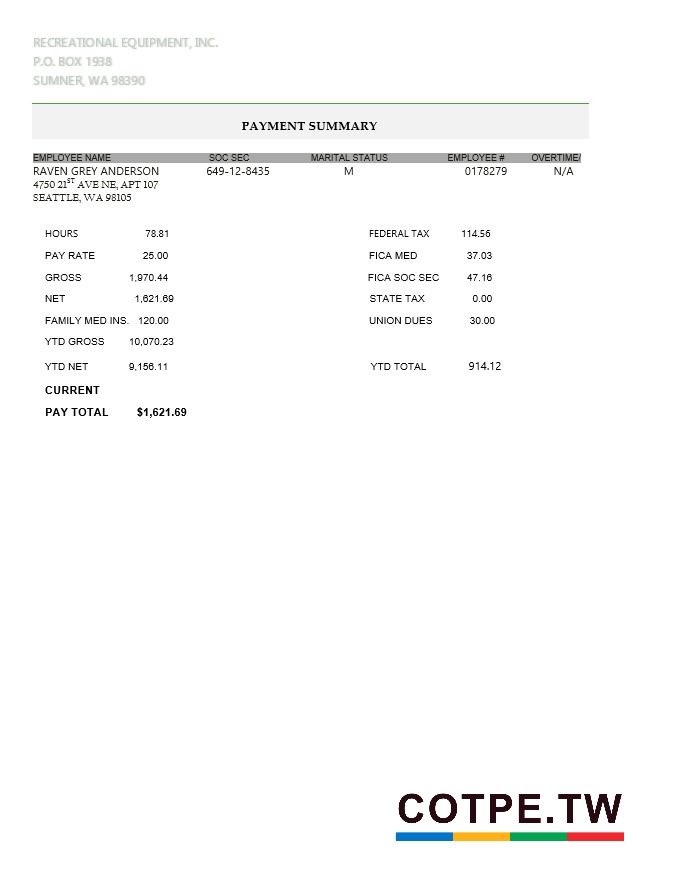 RECREATIONAL EQUIPMENT, INC.
P.O. BOX 1938
SUMNER, WA 98390
PAYMENT SUMMARY
EMPLOYEE NAME SOC SEC MARITAL STATUS EMPLOYEE # OVERTIME/
RAVEN GREY ANDERSON 649-12-8435 M 0178279 N/A
4750 21ST AVE NE, APT 107
SEATTLE, WA 98105
HOURS 78.81 FEDERAL TAX 114.56
PAY RATE 25.00 FICA MED 37.03
GROSS 1,970.44 FICA SOC SEC 47.16
NET 1,621.69 STATE TAX 0.00
FAMILY MED INS. 120.00 UNION DUES 30.00
YTD GROSS 10,070.23
YTD NET 9,156.11 YTD TOTAL 914.12
CURRENT
PAY TOTAL $1,621.69
COTPE.TW